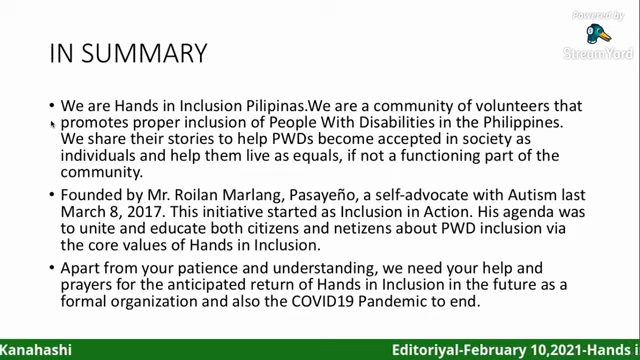 Powered by
StreamYard
IN SUMMARY
• We are Hands in Inclusion Pilipinas.We are a community of volunteers that
promotes proper inclusion of People With Disabilities in the Philippines.
We share their stories to help PWDs become accepted in society as
individuals and help them live as equals, if not a functioning part of the
community.
• Founded by Mr. Roilan Marlang, Pasayeño, a self-advocate with Autism last
March 8, 2017. This initiative started as Inclusion in Action. His agenda was
to unite and educate both citizens and netizens about PWD inclusion via
the core values of Hands in Inclusion.
• Apart from your patience and understanding, we need your help and
prayers for the anticipated return of Hands in Inclusion in the future as a
formal organization and also the COVID19 Pandemic to end.
Kanahashi Editoriyal-February 10,2021-Hands i